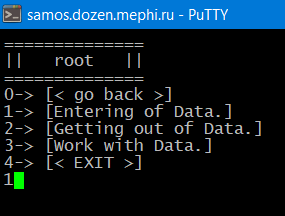 samos.dozen.mephi.ru - PuTTY
==============
||   root   ||
==============
0-> [< go back >]
1-> [Entering of Data.]
2-> [Getting out of Data.]
3-> [Work with Data.]
4-> [< EXIT >]
1